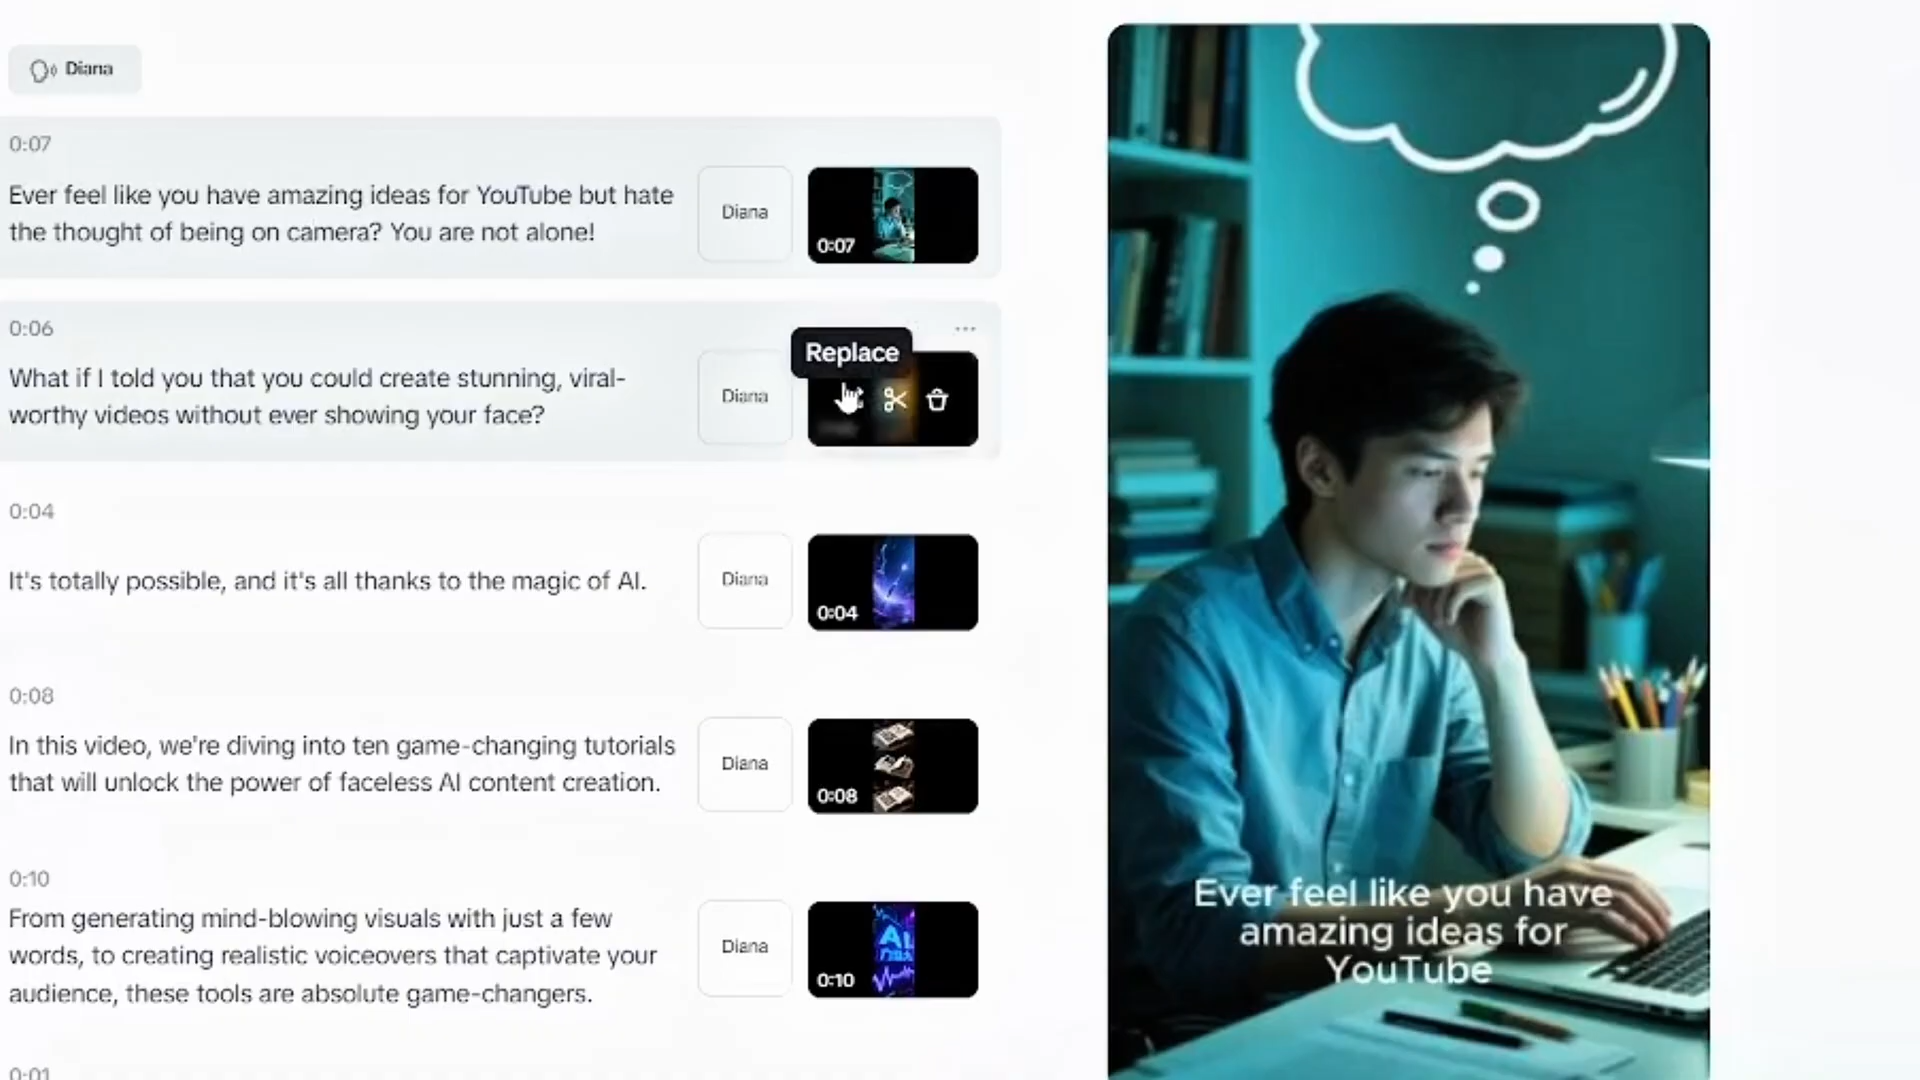 Diana
0:07
Ever feel like you have amazing ideas for YouTube but hate
the thought of being on camera? You are not alone!
Diana
0:07
0:06
What if I told you that you could create stunning, viral-
worthy videos without ever showing your face?
Diana
Replace
0:04
It's totally possible, and it's all thanks to the magic of AI.
Diana
0:04
0:08
In this video, we're diving into ten game-changing tutorials
that will unlock the power of faceless AI content creation.
Diana
0:08
0:10
From generating mind-blowing visuals with just a few
words, to creating realistic voiceovers that captivate your
audience, these tools are absolute game-changers.
Diana
AI
0:10
0:01
Ever feel like you have
amazing ideas for
YouTube